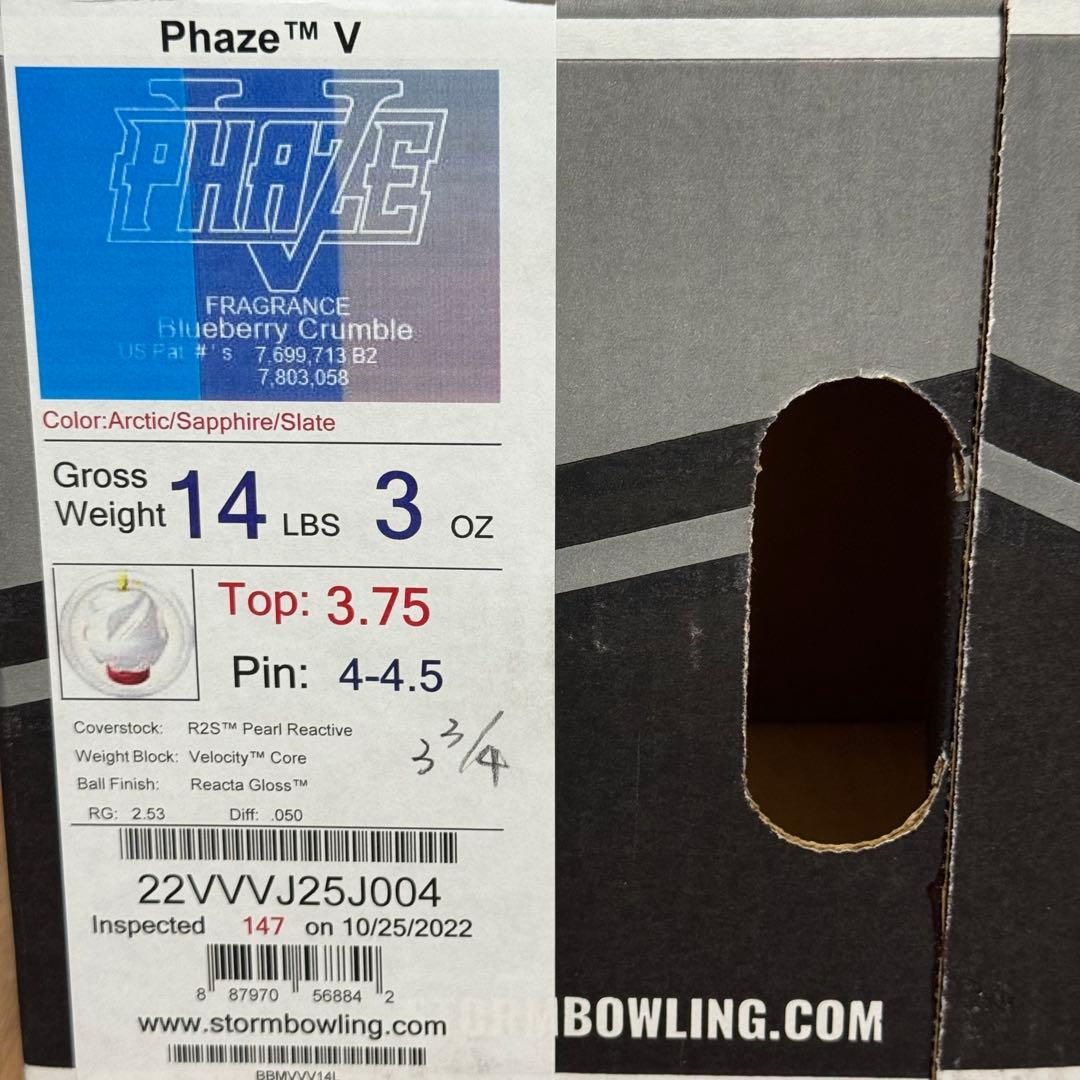 Phaze™ V
PHAZE
V
FRAGRANCE
Blueberry Crumble
US Pat #'s 7,699,713 B2
7,803,058
Color:Arctic/Sapphire/Slate
Gross Weight 14 LBS 3 OZ
Top: 3.75
Pin: 4-4.5
Coverstock: R2S™ Pearl Reactive
Weight Block: Velocity™ Core
Ball Finish: Reacta Gloss™
3 3/4
RG: 2.53 Diff: .050
22VVVJ25J004
Inspected 147 on 10/25/2022
8 87970 56884 2
www.stormbowling.com
BBMVVV14L
STORMBOWLING.COM